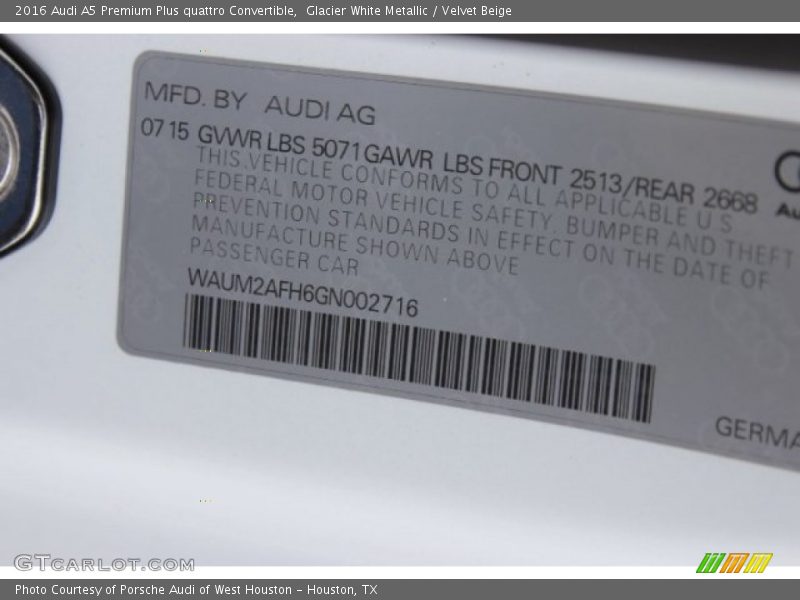 2016 Audi A5 Premium Plus quattro Convertible,  Glacier White Metallic / Velvet Beige
MFD. BY AUDI AG
07 15 GVWR LBS 5071 GAWR LBS FRONT 2513/REAR 2668
THIS VEHICLE CONFORMS TO ALL APPLICABLE U S
FEDERAL MOTOR VEHICLE SAFETY. BUMPER AND THEFT
PREVENTION STANDARDS IN EFFECT ON THE DATE OF
MANUFACTURE SHOWN ABOVE
PASSENGER CAR
WAUM2AFH6GN002716
GERMA
GTCARLOT.COM
Photo Courtesy of Porsche Audi of West Houston – Houston, TX